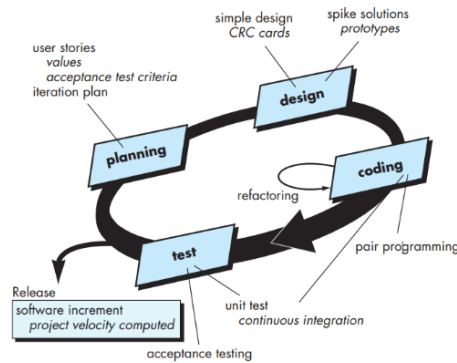 simple design
CRC cards
spike solutions
prototypes
user stories
values
acceptance test criteria
iteration plan
design
planning
coding
refactoring
test
pair programming
Release
software increment
project velocity computed
unit test
continuous integration
acceptance testing